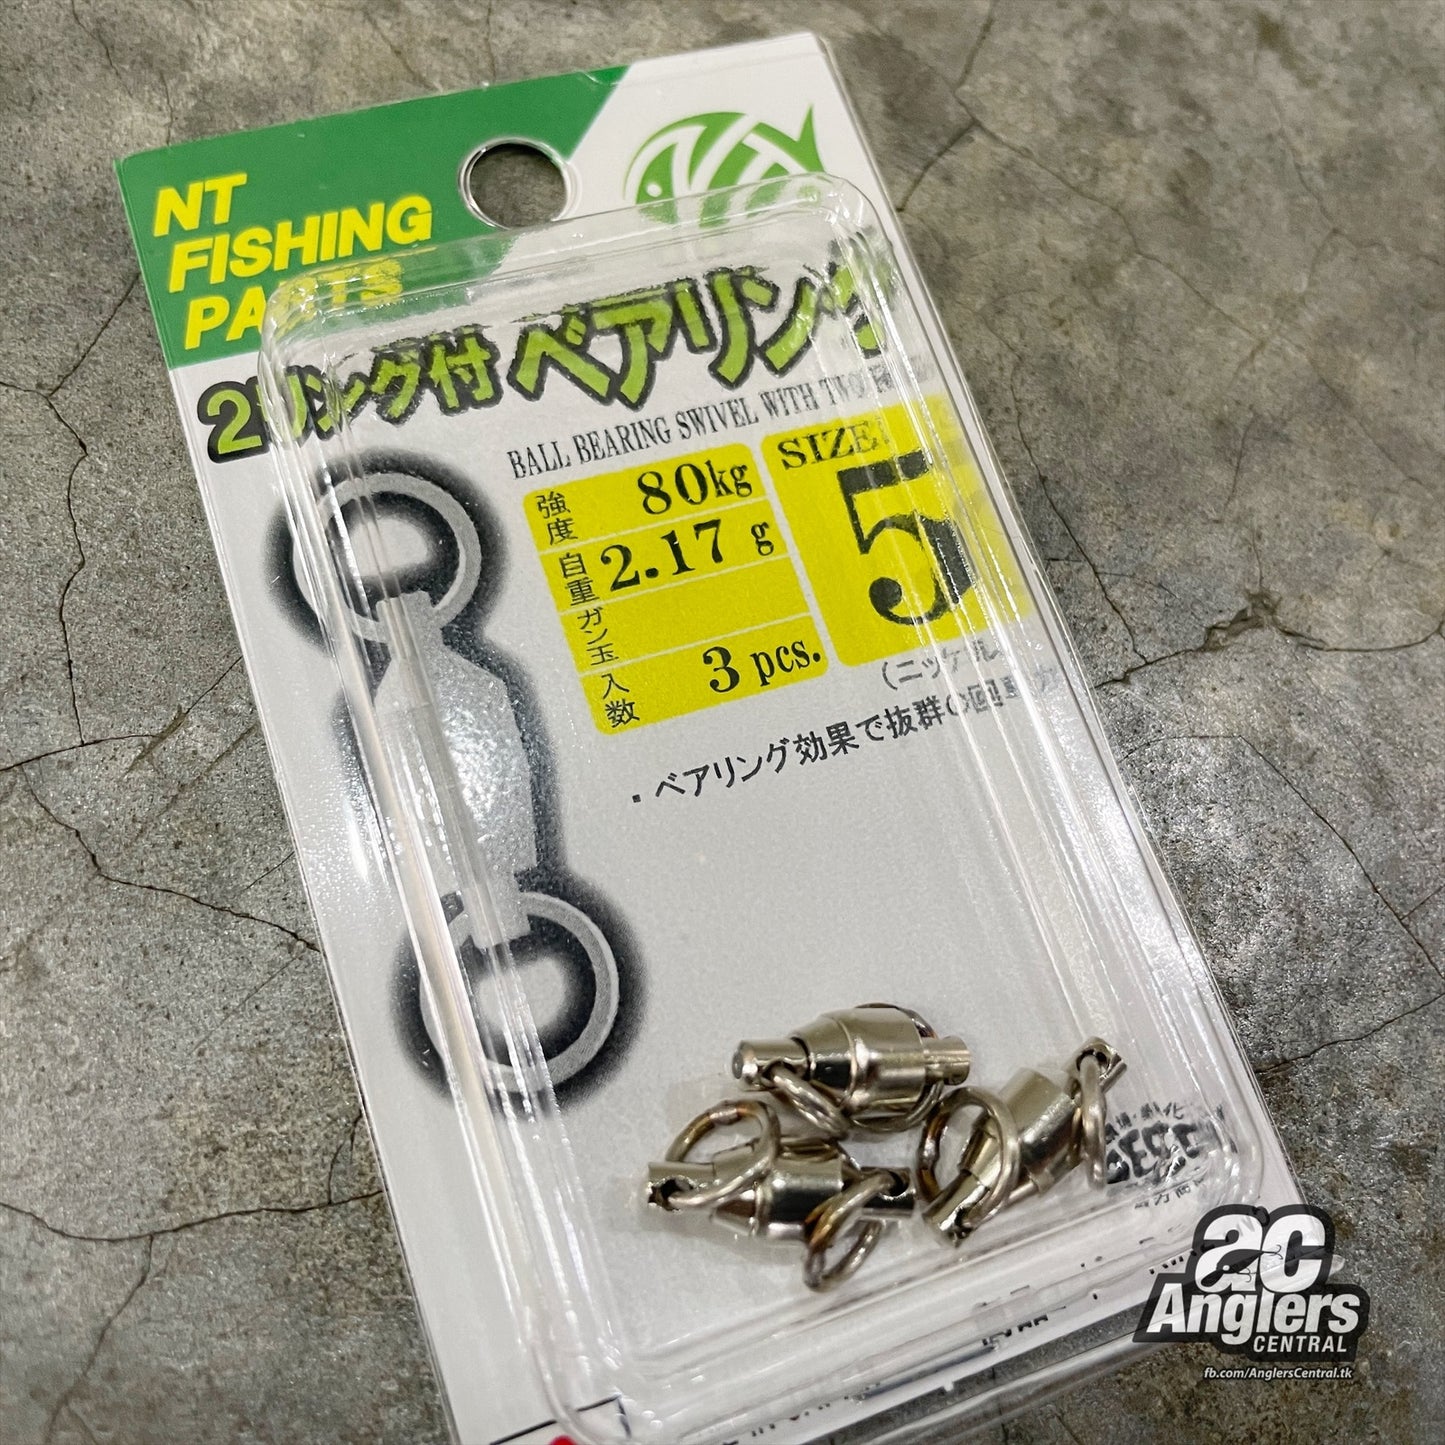 NT
FISHING
PARTS
2リング付 ベアリング
BALL BEARING SWIVEL WITH TWO
SIZE:
5
強度 80kg
自重 2.17 g
ガン玉
入数 3 pcs.
(ニッケル
・ベアリング効果で抜群の回
ac
Anglers
CENTRAL
fb.com/AnglersCentral.tk